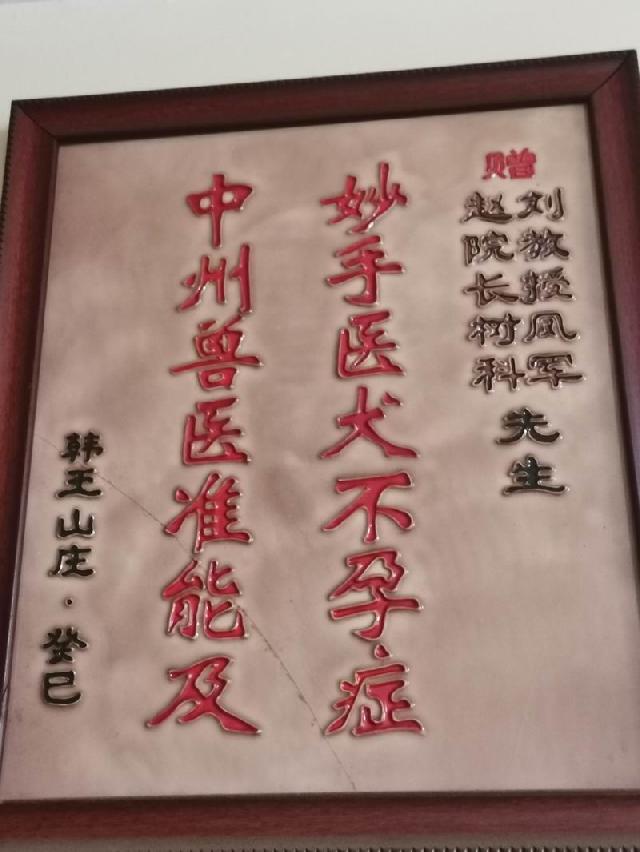 赠
刘教授凤军
赵院长树科
先生
妙手医犬不孕症
中州兽医准能及
韩王山庄·癸巳